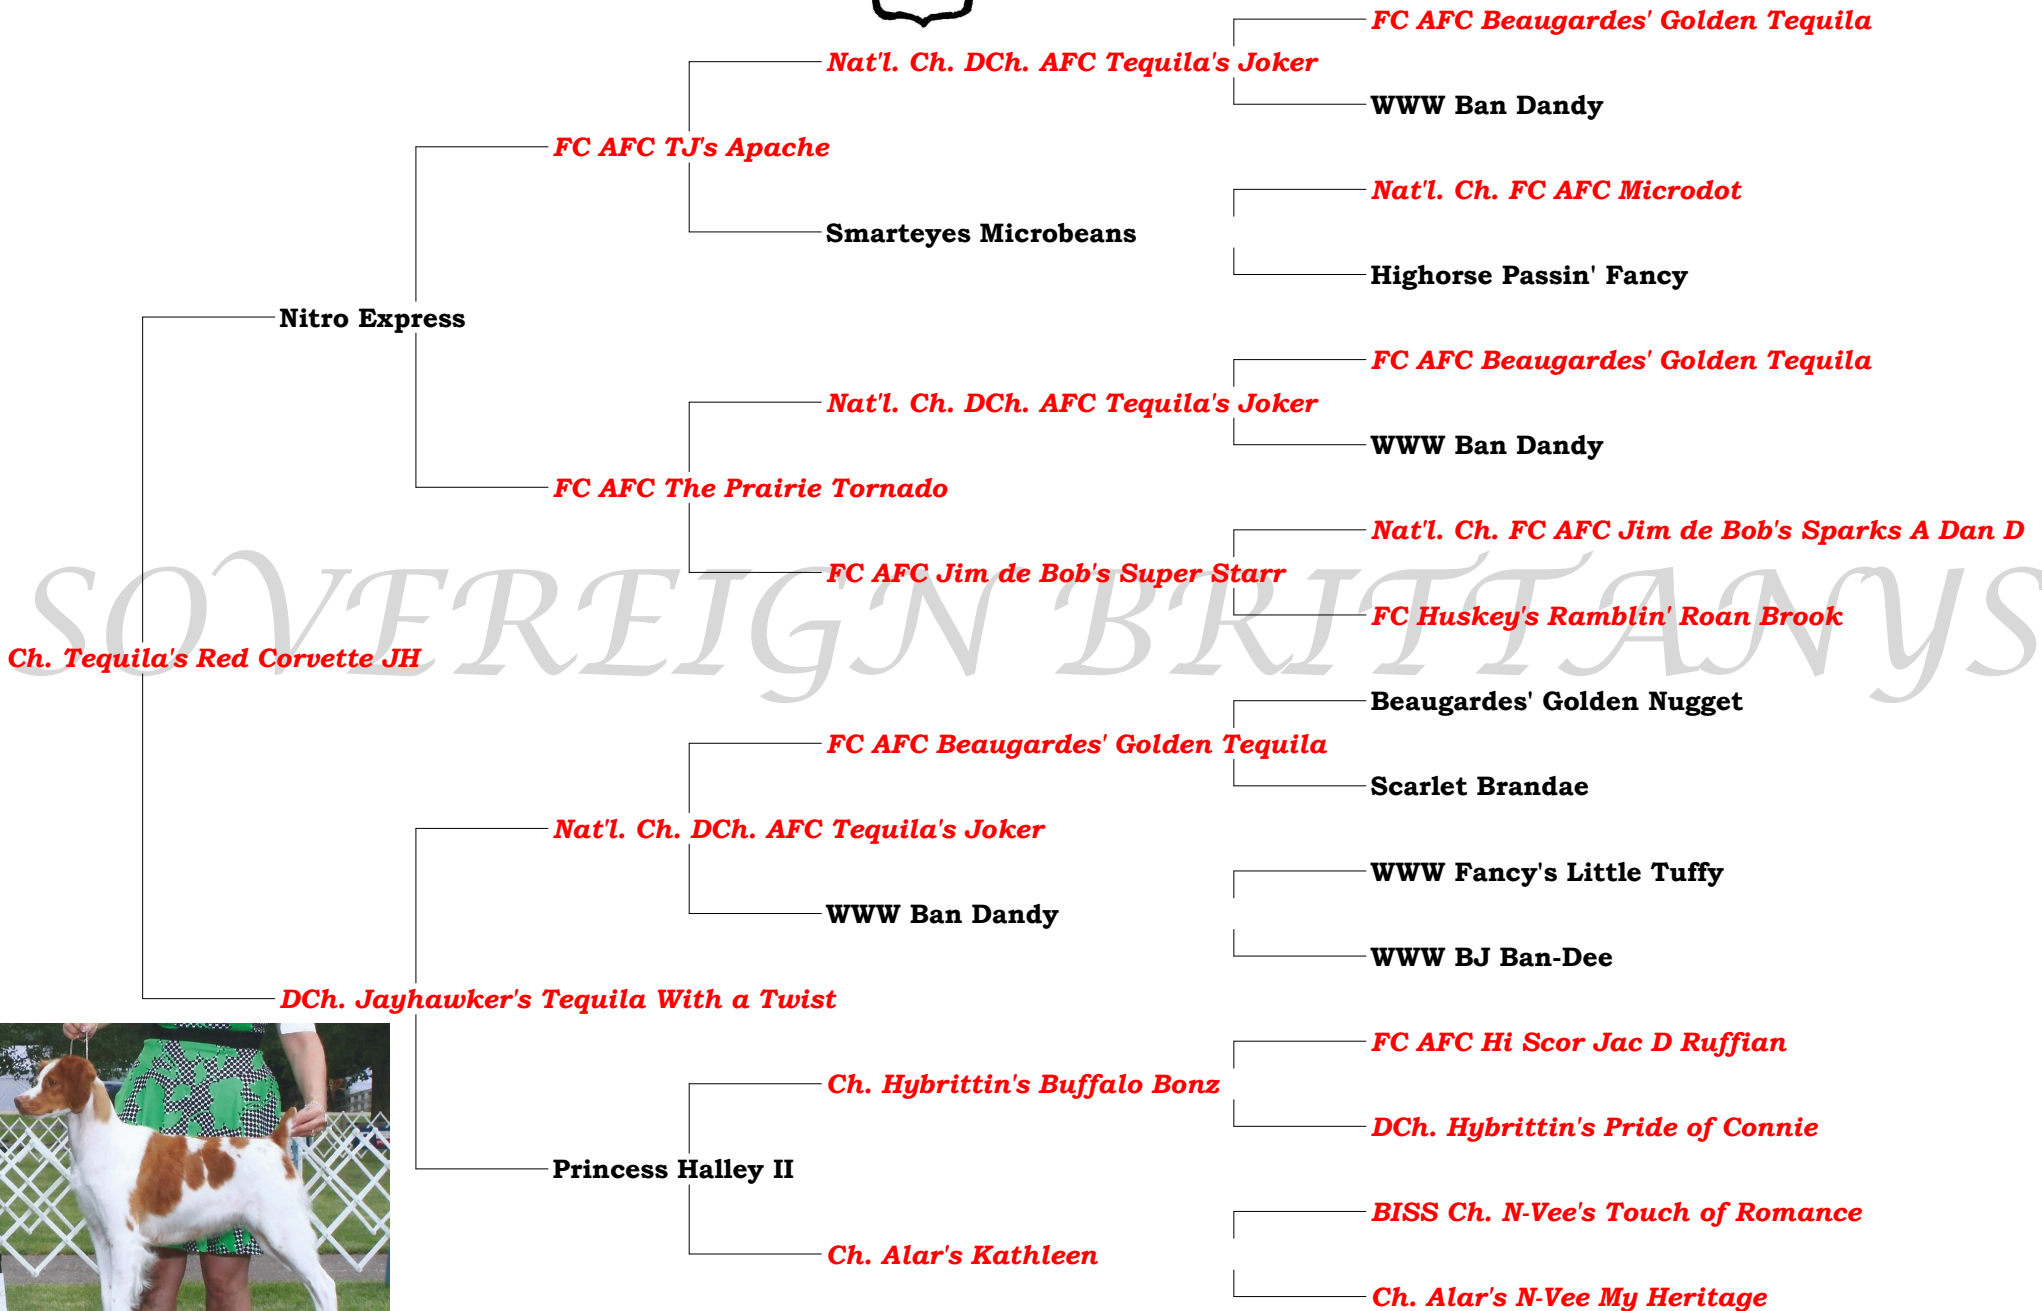 FC AFC Beaugardes' Golden Tequila
Nat'l. Ch. DCh. AFC Tequila's Joker
WWW Ban Dandy
FC AFC TJ's Apache
Nat'l. Ch. FC AFC Microdot
Smarteyes Microbeans
Highorse Passin' Fancy
Nitro Express
FC AFC Beaugardes' Golden Tequila
Nat'l. Ch. DCh. AFC Tequila's Joker
WWW Ban Dandy
FC AFC The Prairie Tornado
Nat'l. Ch. FC AFC Jim de Bob's Sparks A Dan D
FC AFC Jim de Bob's Super Starr
FC Huskey's Ramblin' Roan Brook
SOVEREIGN BRITTANYS
Ch. Tequila's Red Corvette JH
Beaugardes' Golden Nugget
FC AFC Beaugardes' Golden Tequila
Scarlet Brandae
Nat'l. Ch. DCh. AFC Tequila's Joker
WWW Fancy's Little Tuffy
WWW Ban Dandy
WWW BJ Ban-Dee
DCh. Jayhawker's Tequila With a Twist
FC AFC Hi Scor Jac D Ruffian
Ch. Hybrittin's Buffalo Bonz
DCh. Hybrittin's Pride of Connie
Princess Halley II
BISS Ch. N-Vee's Touch of Romance
Ch. Alar's Kathleen
Ch. Alar's N-Vee My Heritage